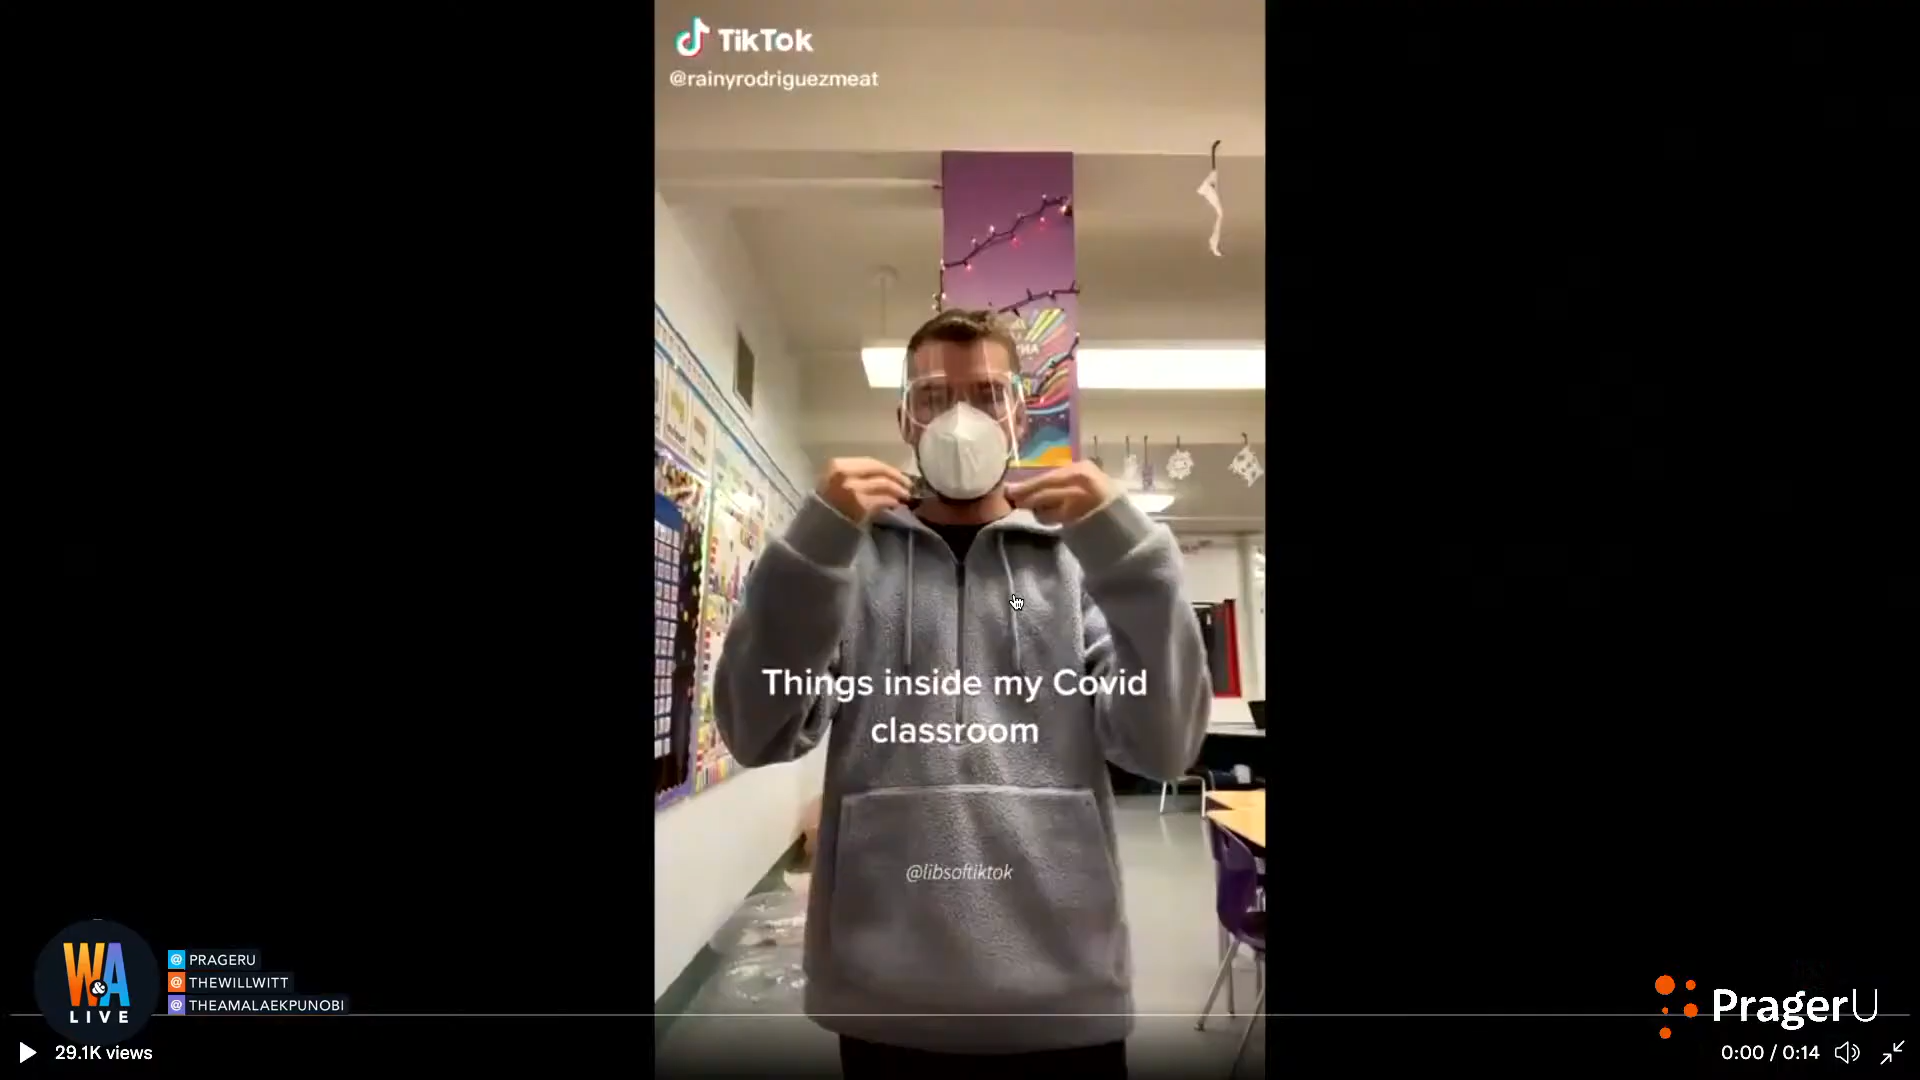 TikTok
@rainyrodriguezmeat
Things inside my Covid
classroom
@libsoftiktok
W&A
LIVE
@ PRAGERU
@ THEWILLWITT
@ THEAMALAEKPUNOBI
PragerU
29.1K views
0:00 / 0:14